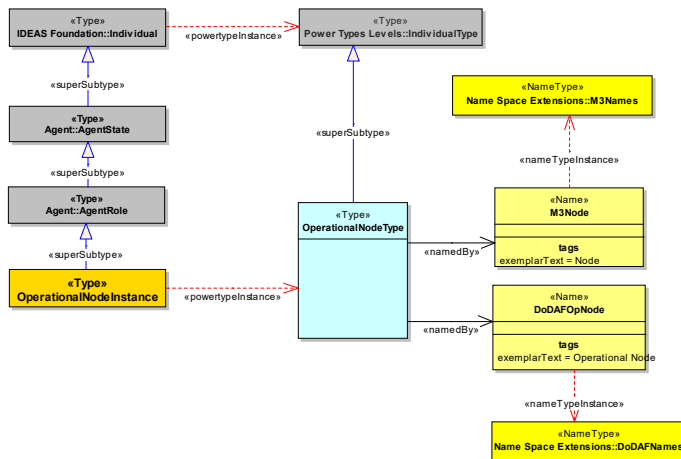 «Type»
IDEAS Foundation::Individual
«powertypeInstance»
«Type»
Power Types Levels::IndividualType
«superSubtype»
«Type»
Agent::AgentState
«superSubtype»
«Type»
Agent::AgentRole
«superSubtype»
«Type»
OperationalNodeInstance
«powertypeInstance»
«superSubtype»
«Type»
OperationalNodeType
«namedBy»
«namedBy»
«NameType»
Name Space Extensions::M3Names
«nameTypeInstance»
«Name»
M3Node
tags
exemplarText = Node
«Name»
DoDAFOpNode
tags
exemplarText = Operational Node
«nameTypeInstance»
«NameType»
Name Space Extensions::DoDAFNames